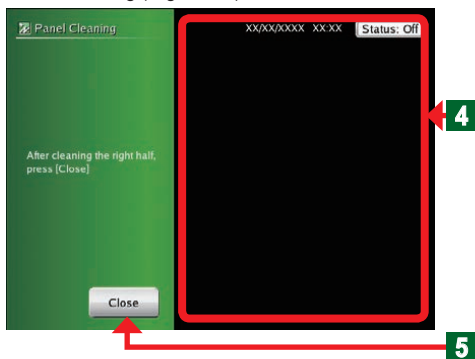 Panel Cleaning
XX/XX/XXXX XX:XX
Status: Off
4
After cleaning the right half,
press [Close]
Close
5